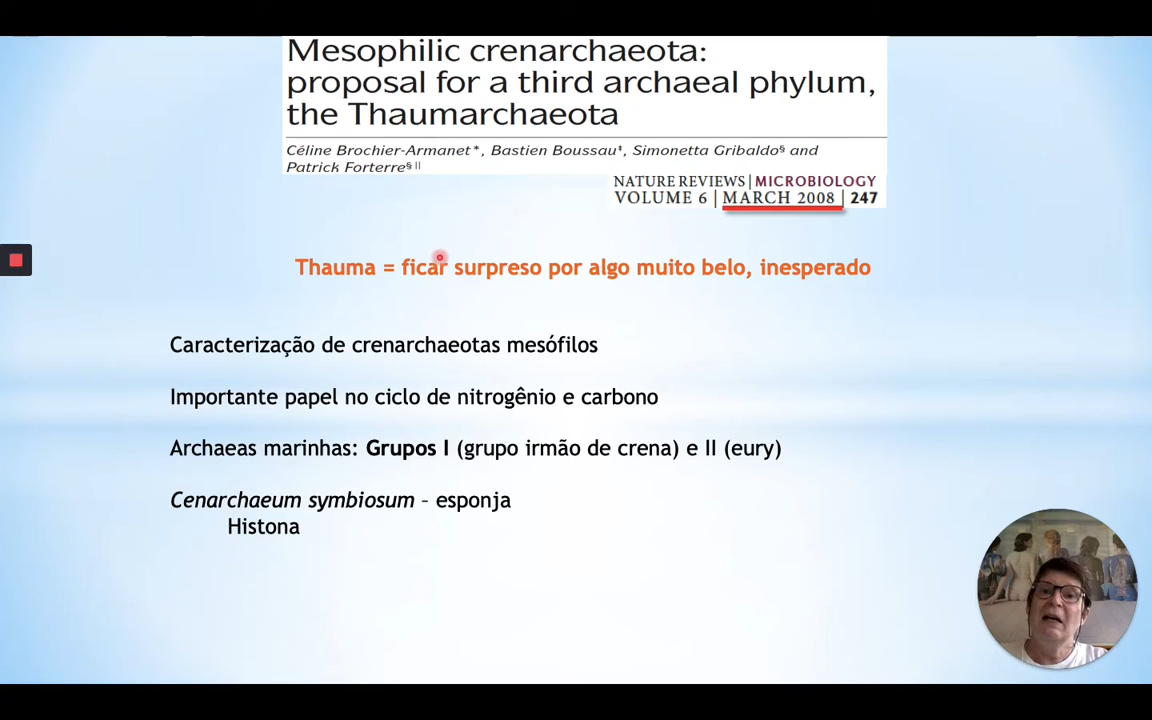 Mesophilic crenarchaeota:
proposal for a third archaeal phylum,
the Thaumarchaeota
Céline Brochier-Armanet*, Bastien Boussau‡, Simonetta Gribaldo§ and
Patrick Forterre§||
NATURE REVIEWS | MICROBIOLOGY
VOLUME 6 | MARCH 2008 | 247
Thauma = ficar surpreso por algo muito belo, inesperado
Caracterização de crenarchaeotas mesófilos
Importante papel no ciclo de nitrogênio e carbono
Archaeas marinhas: Grupos I (grupo irmão de crena) e II (eury)
Cenarchaeum symbiosum – esponja
Histona